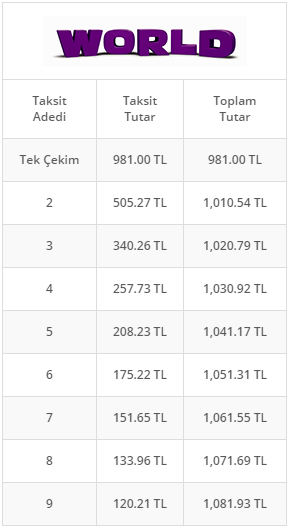 WORLD
Taksit Adedi Taksit Tutar Toplam Tutar
Tek Çekim 981.00 TL 981.00 TL
2 505.27 TL 1,010.54 TL
3 340.26 TL 1,020.79 TL
4 257.73 TL 1,030.92 TL
5 208.23 TL 1,041.17 TL
6 175.22 TL 1,051.31 TL
7 151.65 TL 1,061.55 TL
8 133.96 TL 1,071.69 TL
9 120.21 TL 1,081.93 TL